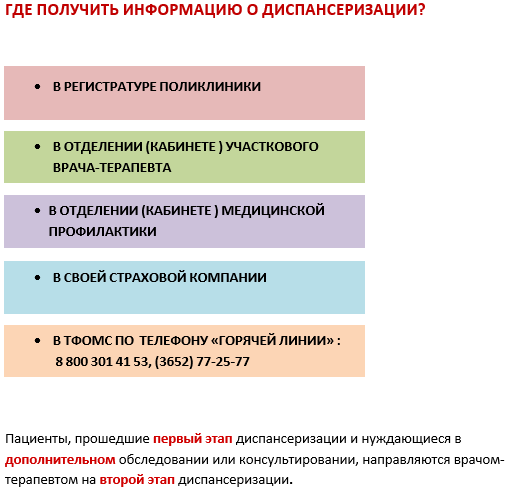 ГДЕ ПОЛУЧИТЬ ИНФОРМАЦИЮ О ДИСПАНСЕРИЗАЦИИ?
• В РЕГИСТРАТУРЕ ПОЛИКЛИНИКИ
• В ОТДЕЛЕНИИ (КАБИНЕТЕ ) УЧАСТКОВОГО
ВРАЧА-ТЕРАПЕВТА
• В ОТДЕЛЕНИИ (КАБИНЕТЕ ) МЕДИЦИНСКОЙ
ПРОФИЛАКТИКИ
• В СВОЕЙ СТРАХОВОЙ КОМПАНИИ
• В ТФОМС ПО ТЕЛЕФОНУ «ГОРЯЧЕЙ ЛИНИИ» :
8 800 301 41 53, (3652) 77-25-77
Пациенты, прошедшие первый этап диспансеризации и нуждающиеся в
дополнительном обследовании или консультировании, направляются врачом-
терапевтом на второй этап диспансеризации.